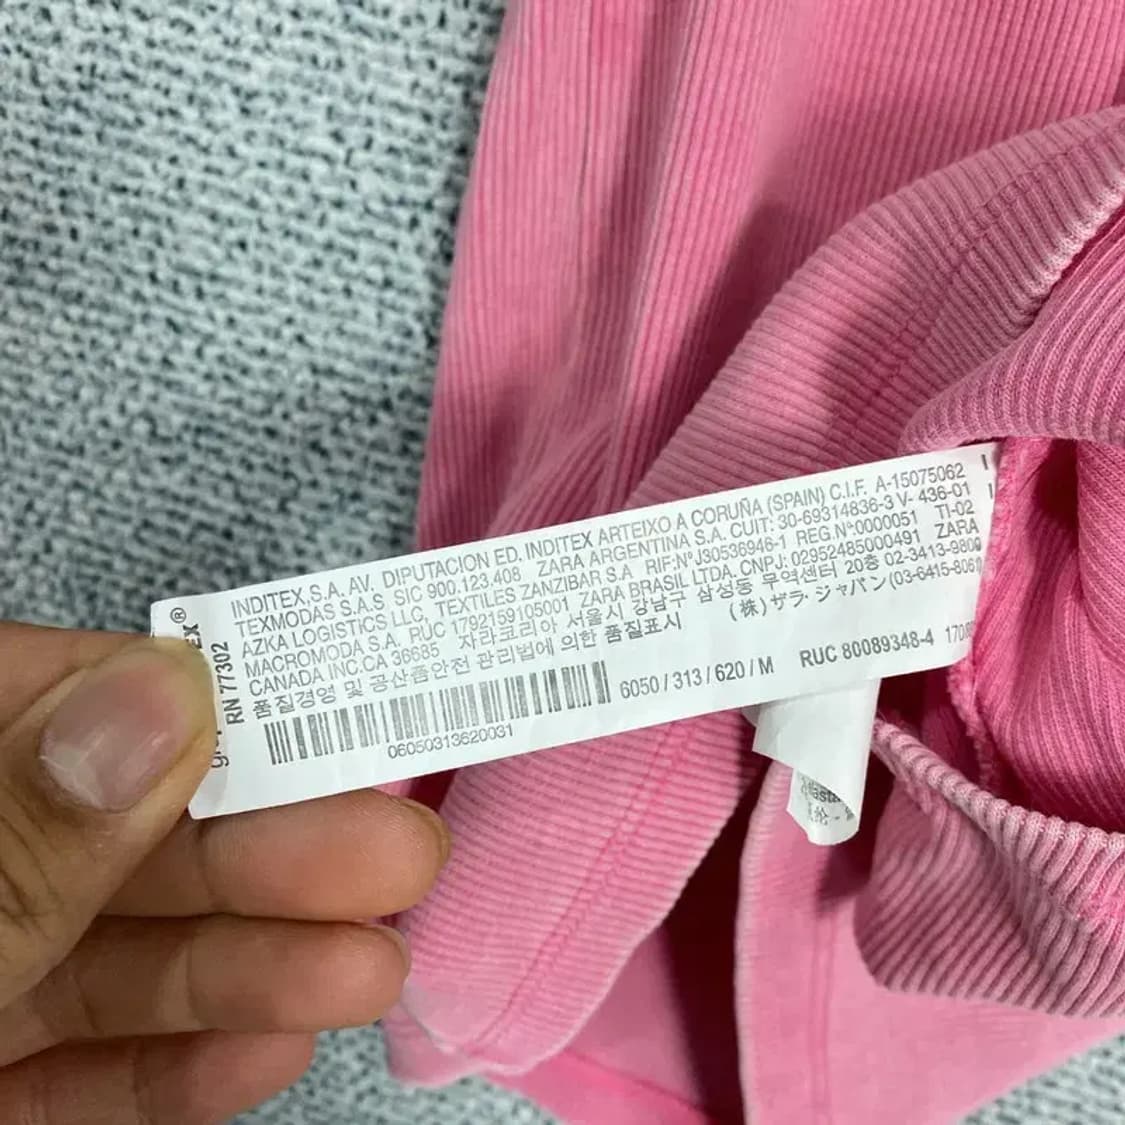 INDITEX,S.A. AV. DIPUTACION ED. INDITEX ARTEIXO A CORUÑA (SPAIN) C.I.F. A-15075062
TEXMODAS S.A.S SIC 900.123.408 ZARA ARGENTINA S.A. CUIT: 30-69314836-3 V- 436-01
AZKA LOGISTICS LLC, TEXTILES ZANZIBAR S.A RIF:NºJ30536946-1 REG.Nº0000051 TI-02
MACROMODA S.A. RUC 1792159105001 ZARA BRASIL LTDA. CNPJ: 02952485000491 ZARA
CANADA INC.CA 36685 자라코리아 서울시 강남구 삼성동 무역센터 20층 02-3413-9800
품질경영 및 공산품안전 관리법에 의한 품질표시 (株) ザラ・ジャパン (03-6415-8061)
6050 / 313 / 620 / M RUC 80089348-4
06050313620031
RN 77302
®